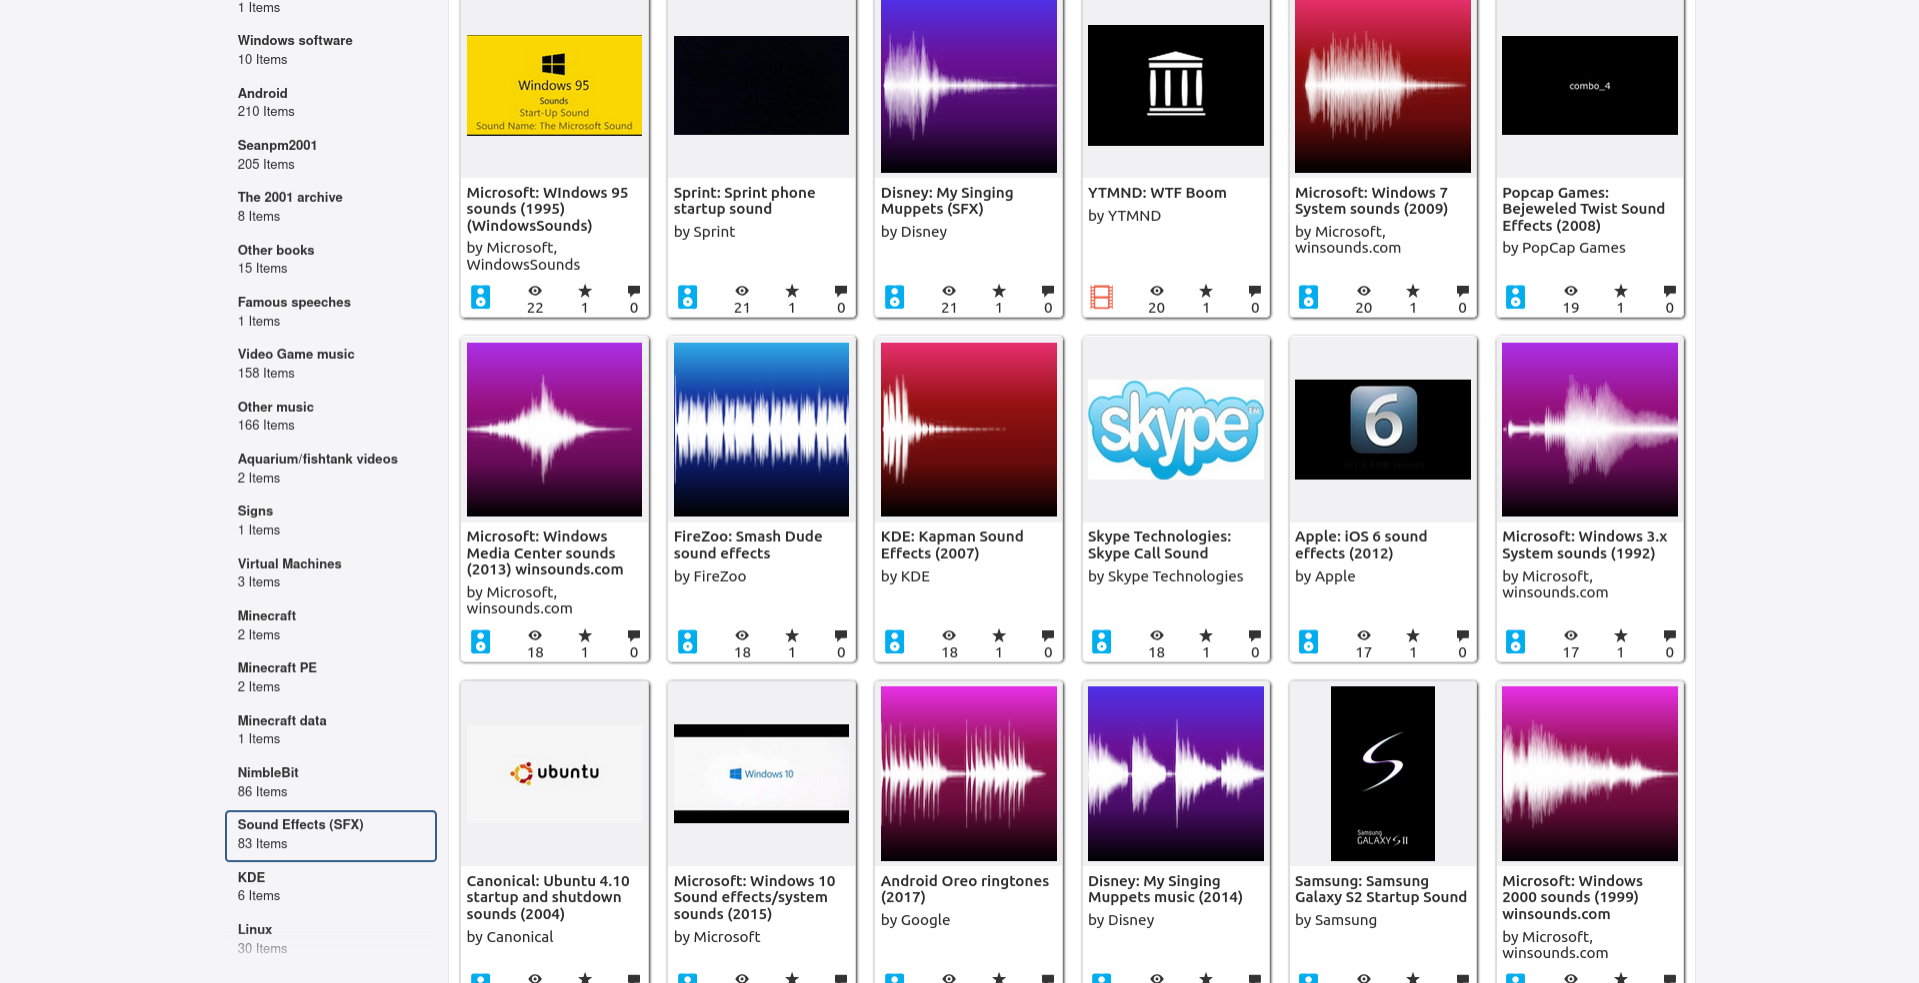 1 Items
Windows software
10 Items
Android
210 Items
Seanpm2001
205 Items
The 2001 archive
8 Items
Other books
15 Items
Famous speeches
1 Items
Video Game music
158 Items
Other music
166 Items
Aquarium/fishtank videos
2 Items
Signs
1 Items
Virtual Machines
3 Items
Minecraft
2 Items
Minecraft PE
2 Items
Minecraft data
1 Items
NimbleBit
86 Items
Sound Effects (SFX)
83 Items
KDE
6 Items
Linux
30 Items
Windows 95
Sounds
Start-Up Sound
Sound Name: The Microsoft Sound
Microsoft: WIndows 95
sounds (1995)
(WindowsSounds)
by Microsoft,
WindowsSounds
22 1 0
Sprint: Sprint phone
startup sound
by Sprint
21 1 0
Disney: My Singing
Muppets (SFX)
by Disney
21 1 0
YTMND: WTF Boom
by YTMND
20 1 0
Microsoft: Windows 7
System sounds (2009)
by Microsoft,
winsounds.com
20 1 0
combo_4
Popcap Games:
Bejeweled Twist Sound
Effects (2008)
by PopCap Games
19 1 0
Microsoft: Windows
Media Center sounds
(2013) winsounds.com
by Microsoft,
winsounds.com
18 1 0
FireZoo: Smash Dude
sound effects
by FireZoo
18 1 0
KDE: Kapman Sound
Effects (2007)
by KDE
18 1 0
skype TM
Skype Technologies:
Skype Call Sound
by Skype Technologies
18 1 0
6
Apple: iOS 6 sound
effects (2012)
by Apple
17 1 0
Microsoft: Windows 3.x
System sounds (1992)
by Microsoft,
winsounds.com
17 1 0
ubuntu
Canonical: Ubuntu 4.10
startup and shutdown
sounds (2004)
by Canonical
Windows 10
Microsoft: Windows 10
Sound effects/system
sounds (2015)
by Microsoft
Android Oreo ringtones
(2017)
by Google
Disney: My Singing
Muppets music (2014)
by Disney
S
Samsung
GALAXY S II
Samsung: Samsung
Galaxy S2 Startup Sound
by Samsung
Microsoft: Windows
2000 sounds (1999)
winsounds.com
by Microsoft,
winsounds.com